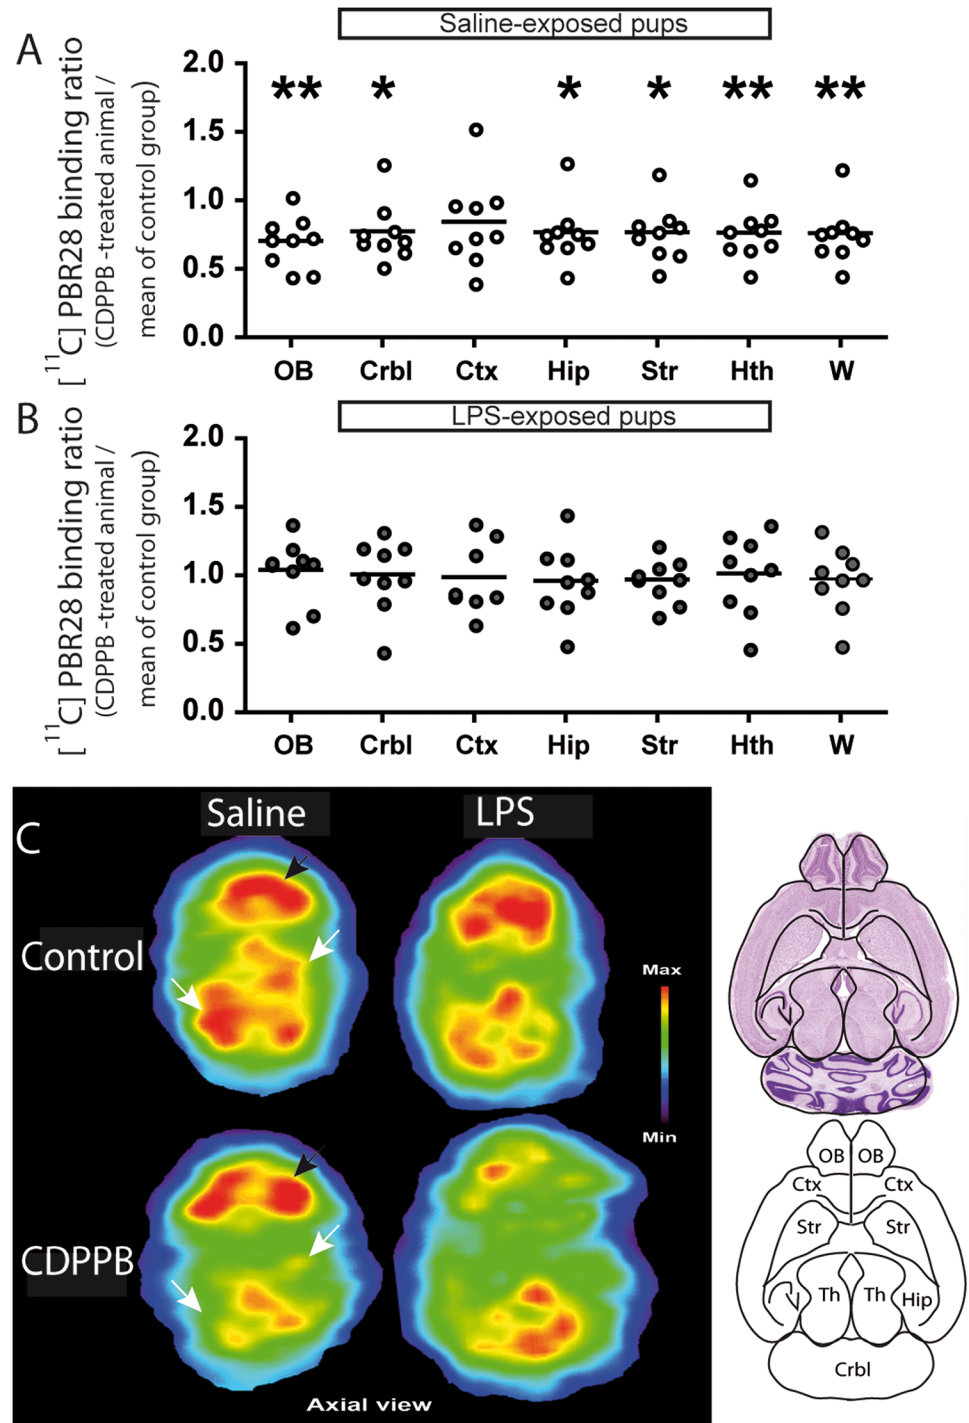 A
Saline-exposed pups
[¹¹C] PBR28 binding ratio
(CDPPB -treated animal /
mean of control group)
2.0
1.5
1.0
0.5
0.0
** * * * ** **
OB Crbl Ctx Hip Str Hth W
B
LPS-exposed pups
[¹¹C] PBR28 binding ratio
(CDPPB -treated animal /
mean of control group)
2.0
1.5
1.0
0.5
0.0
OB Crbl Ctx Hip Str Hth W
C
Saline LPS
Control
Max
Min
CDPPB
Axial view
OB OB
Ctx Ctx
Str Str
Th Th Hip
Crbl